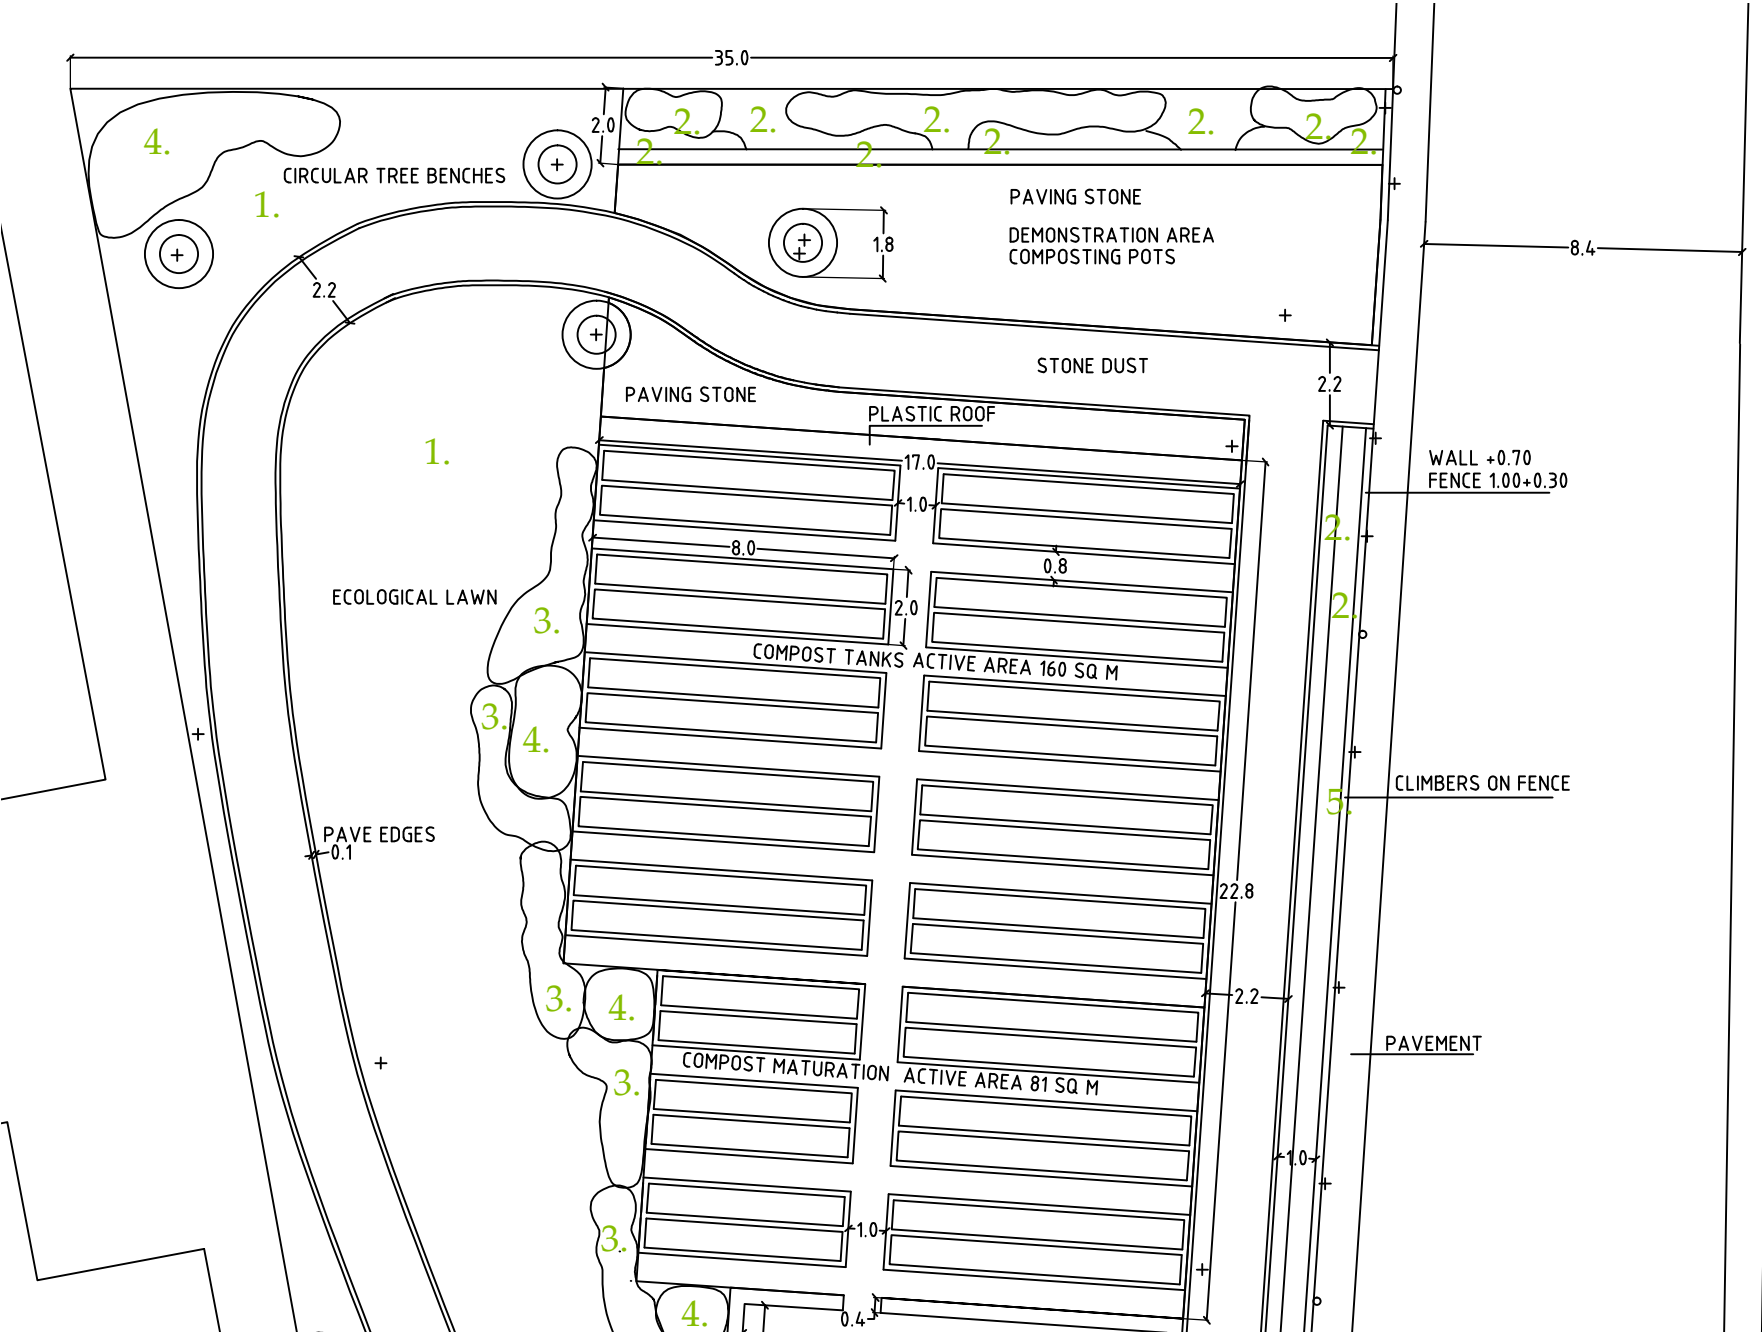 35.0
2.0
2.
2.
2.
2.
2.
2.
2.
2.
2.
4.
CIRCULAR TREE BENCHES
1.
PAVING STONE
DEMONSTRATION AREA
COMPOSTING POTS
1.8
8.4
2.2
STONE DUST
2.2
PAVING STONE
PLASTIC ROOF
1.
17.0
WALL +0.70
FENCE 1.00+0.30
1.0
2.
8.0
0.8
ECOLOGICAL LAWN
2.0
2.
3.
COMPOST TANKS ACTIVE AREA 160 SQ M
3.
4.
CLIMBERS ON FENCE
5.
PAVE EDGES
0.1
22.8
3.
4.
2.2
PAVEMENT
COMPOST MATURATION ACTIVE AREA 81 SQ M
3.
1.0
3.
1.0
4.
0.4